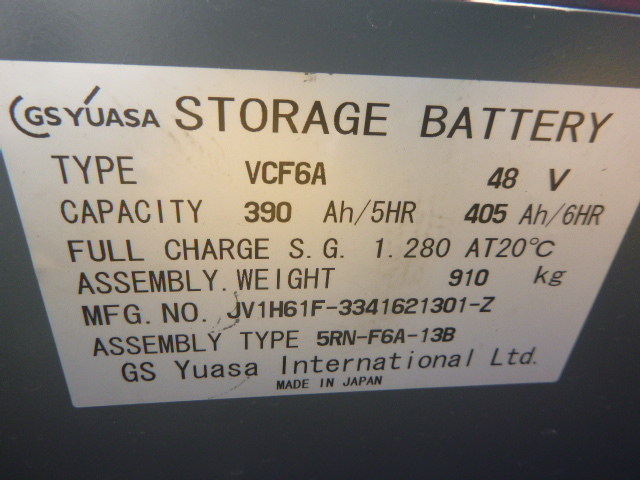 GS YUASA STORAGE BATTERY
TYPE VCF6A 48 V
CAPACITY 390 Ah/5HR 405 Ah/6HR
FULL CHARGE S.G. 1.280 AT20℃
ASSEMBLY.WEIGHT 910 kg
MFG.NO. JV1H61F-3341621301-Z
ASSEMBLY TYPE 5RN-F6A-13B
GS Yuasa International Ltd.
MADE IN JAPAN